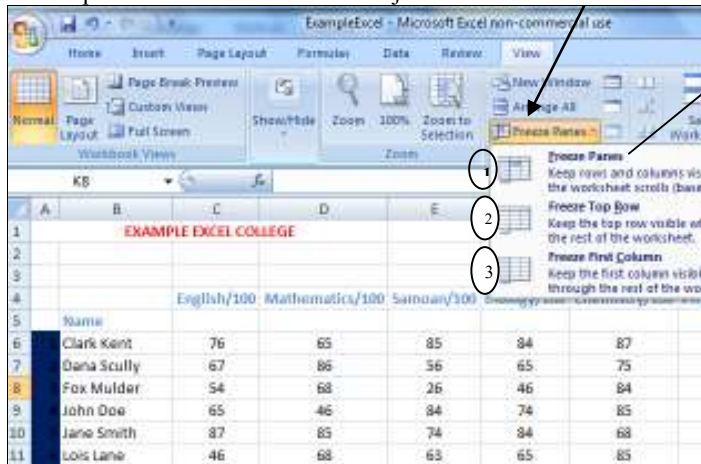 ExampleExcel - Microsoft Excel non-commercial use
Home Insert Page Layout Formulas Data Review View
Normal Page Layout Page Break Preview Custom Views Full Screen
Show/Hide Zoom 100% Zoom to Selection
New Window Arrange All Freeze Panes
Workbook Views Zoom
K8 fx
1 Freeze Panes
Keep rows and columns vis
the worksheet scrolls (base
2 Freeze Top Row
Keep the top row visible w
the rest of the worksheet.
3 Freeze First Column
Keep the first column visibl
through the rest of the wo
A B C D E
1 EXAMPLE EXCEL COLLEGE
2
3
4 English/100 Mathematics/100 Samoan/100
5 Name
6 Clark Kent 76 65 85 84 87
7 Dana Scully 67 86 56 65 75
8 Fox Mulder 54 68 26 46 84
9 John Doe 65 46 84 74 85
10 Jane Smith 87 85 74 84 68
11 Lois Lane 46 68 63 65 85